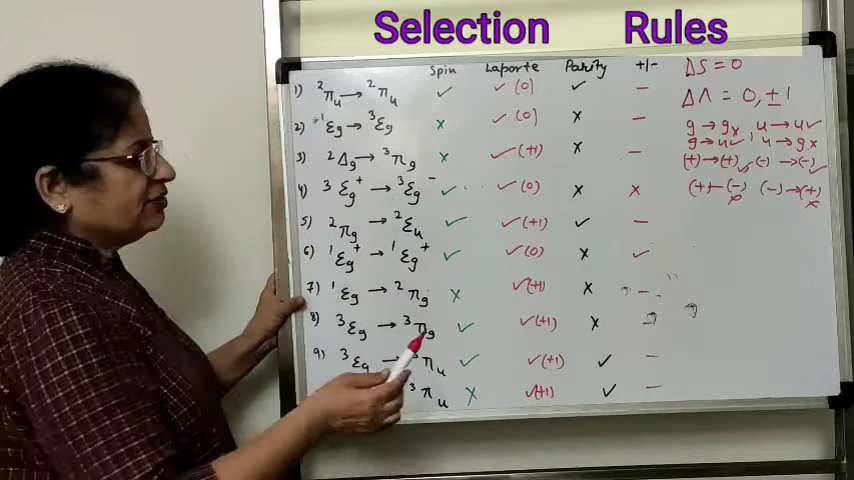 Selection Rules
Spin Laporte Parity +/-
1) ²πu → ²πu ✓ ✓(0) ✓ -
2) ¹Σg → ³Σg x ✓(0) x -
3) ²Δg → ³πg x ✓(+1) x -
4) ³Σg⁺ → ³Σg⁻ ✓ ✓(0) x x
5) ²πg → ²Σu ✓ ✓(+1) ✓ -
6) ¹Σg⁺ → ¹Σg⁺ ✓ ✓(0) x ✓
7) ¹Σg → ²πg x ✓(+1) x -
8) ³Σg → ³πg ✓ ✓(+1) x -
9) ³Σg → ³πu ✓ ✓(+1) ✓ -
³πu x ✓(+1) ✓ -
ΔS = 0
ΔΛ = 0, ±1
g → g x, u → u ✓
g → u ✓, u → g x
(+) → (+) ✓ (-) → (-) ✓
(+) - (-) x (-) → (+) x